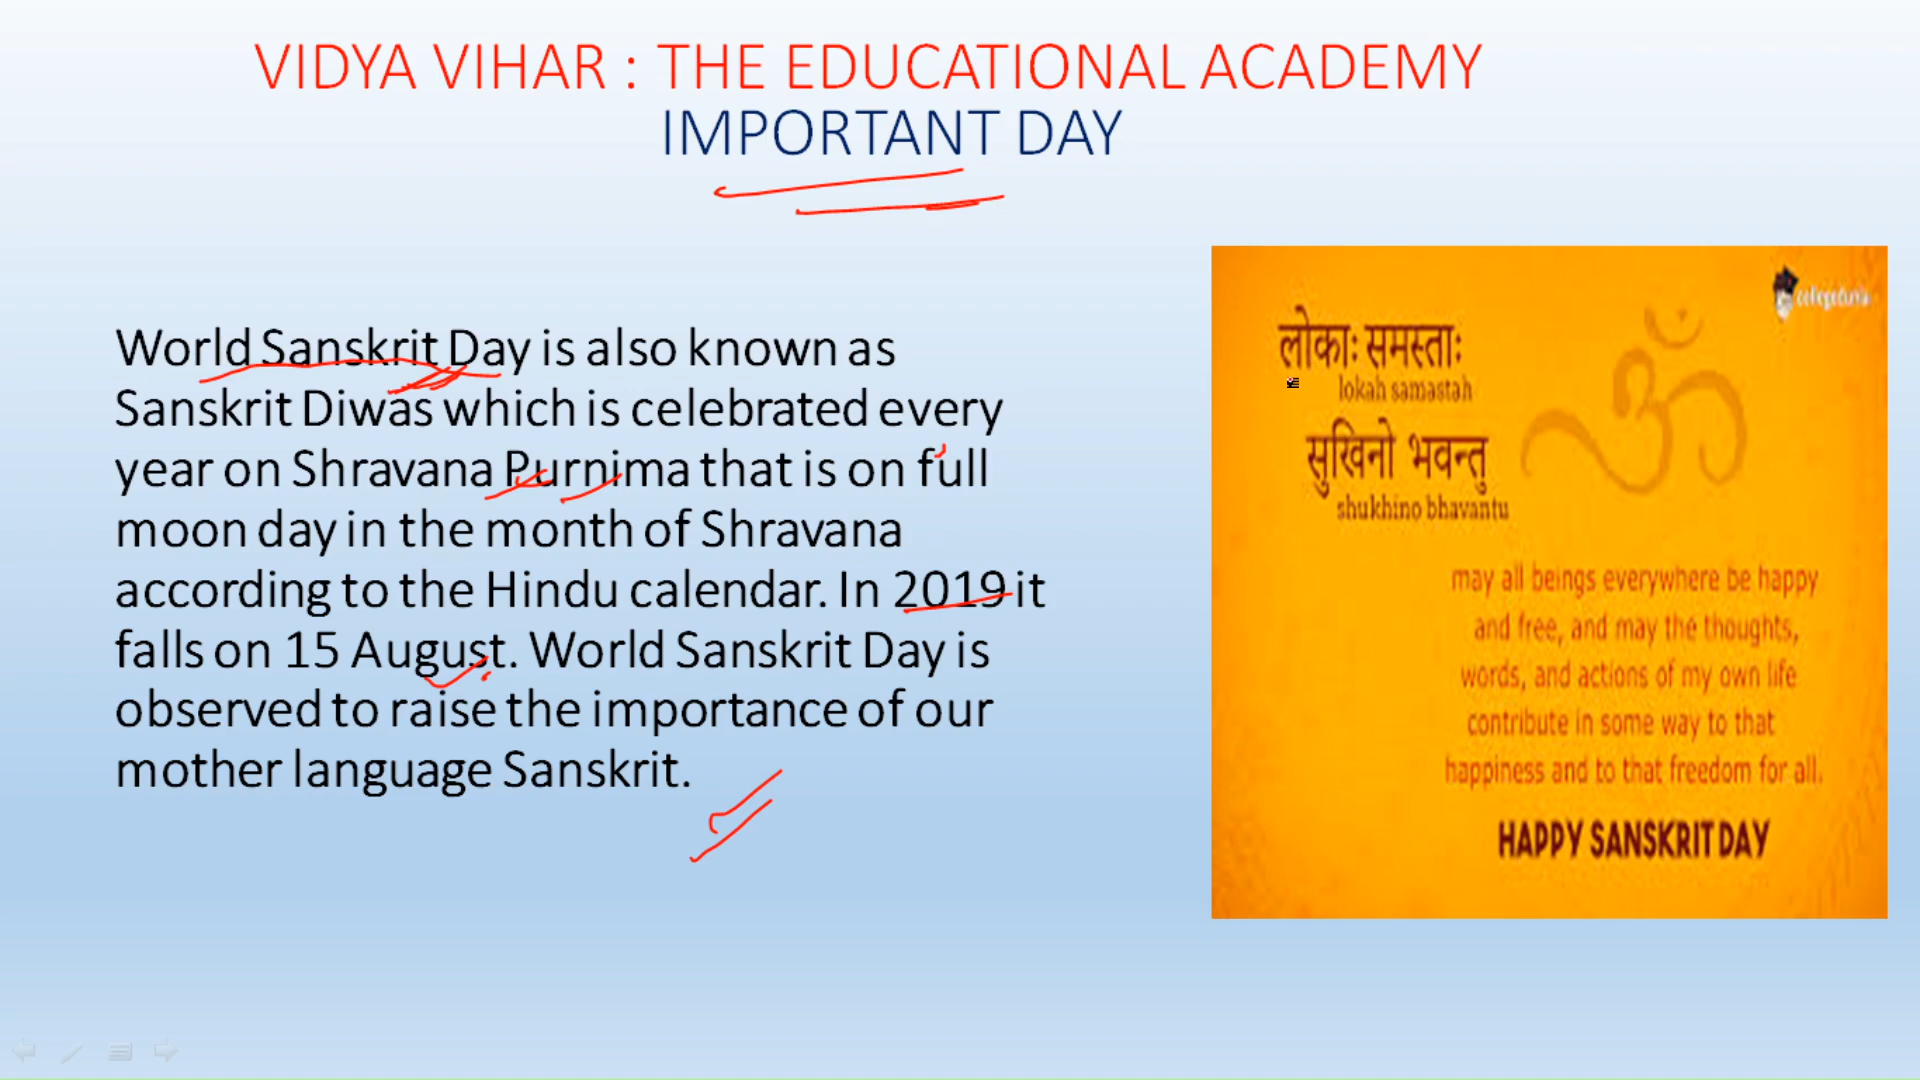 VIDYA VIHAR : THE EDUCATIONAL ACADEMY
IMPORTANT DAY
World Sanskrit Day is also known as
Sanskrit Diwas which is celebrated every
year on Shravana Purnima that is on full
moon day in the month of Shravana
according to the Hindu calendar. In 2019 it
falls on 15 August. World Sanskrit Day is
observed to raise the importance of our
mother language Sanskrit.
collegedunia
लोकाः समस्ताः
lokah samastah
सुखिनो भवन्तु
shukhino bhavantu
may all beings everywhere be happy
and free, and may the thoughts,
words, and actions of my own life
contribute in some way to that
happiness and to that freedom for all.
HAPPY SANSKRIT DAY